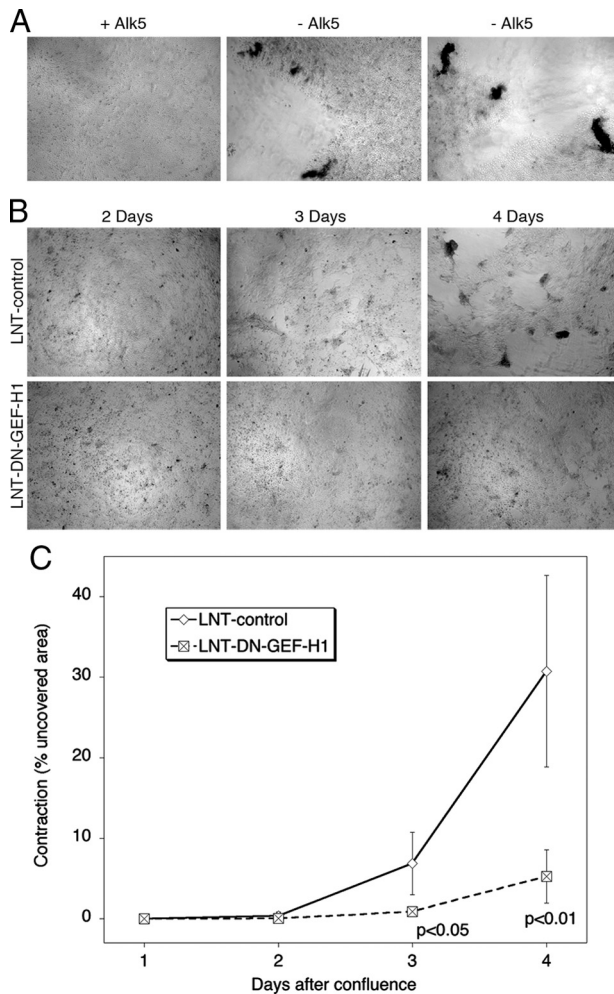 A
+ Alk5 - Alk5 - Alk5
B
2 Days 3 Days 4 Days
LNT-control
LNT-DN-GEF-H1
C
Contraction (% uncovered area)
40
30
20
10
0
LNT-control
LNT-DN-GEF-H1
p<0.05
p<0.01
1 2 3 4
Days after confluence